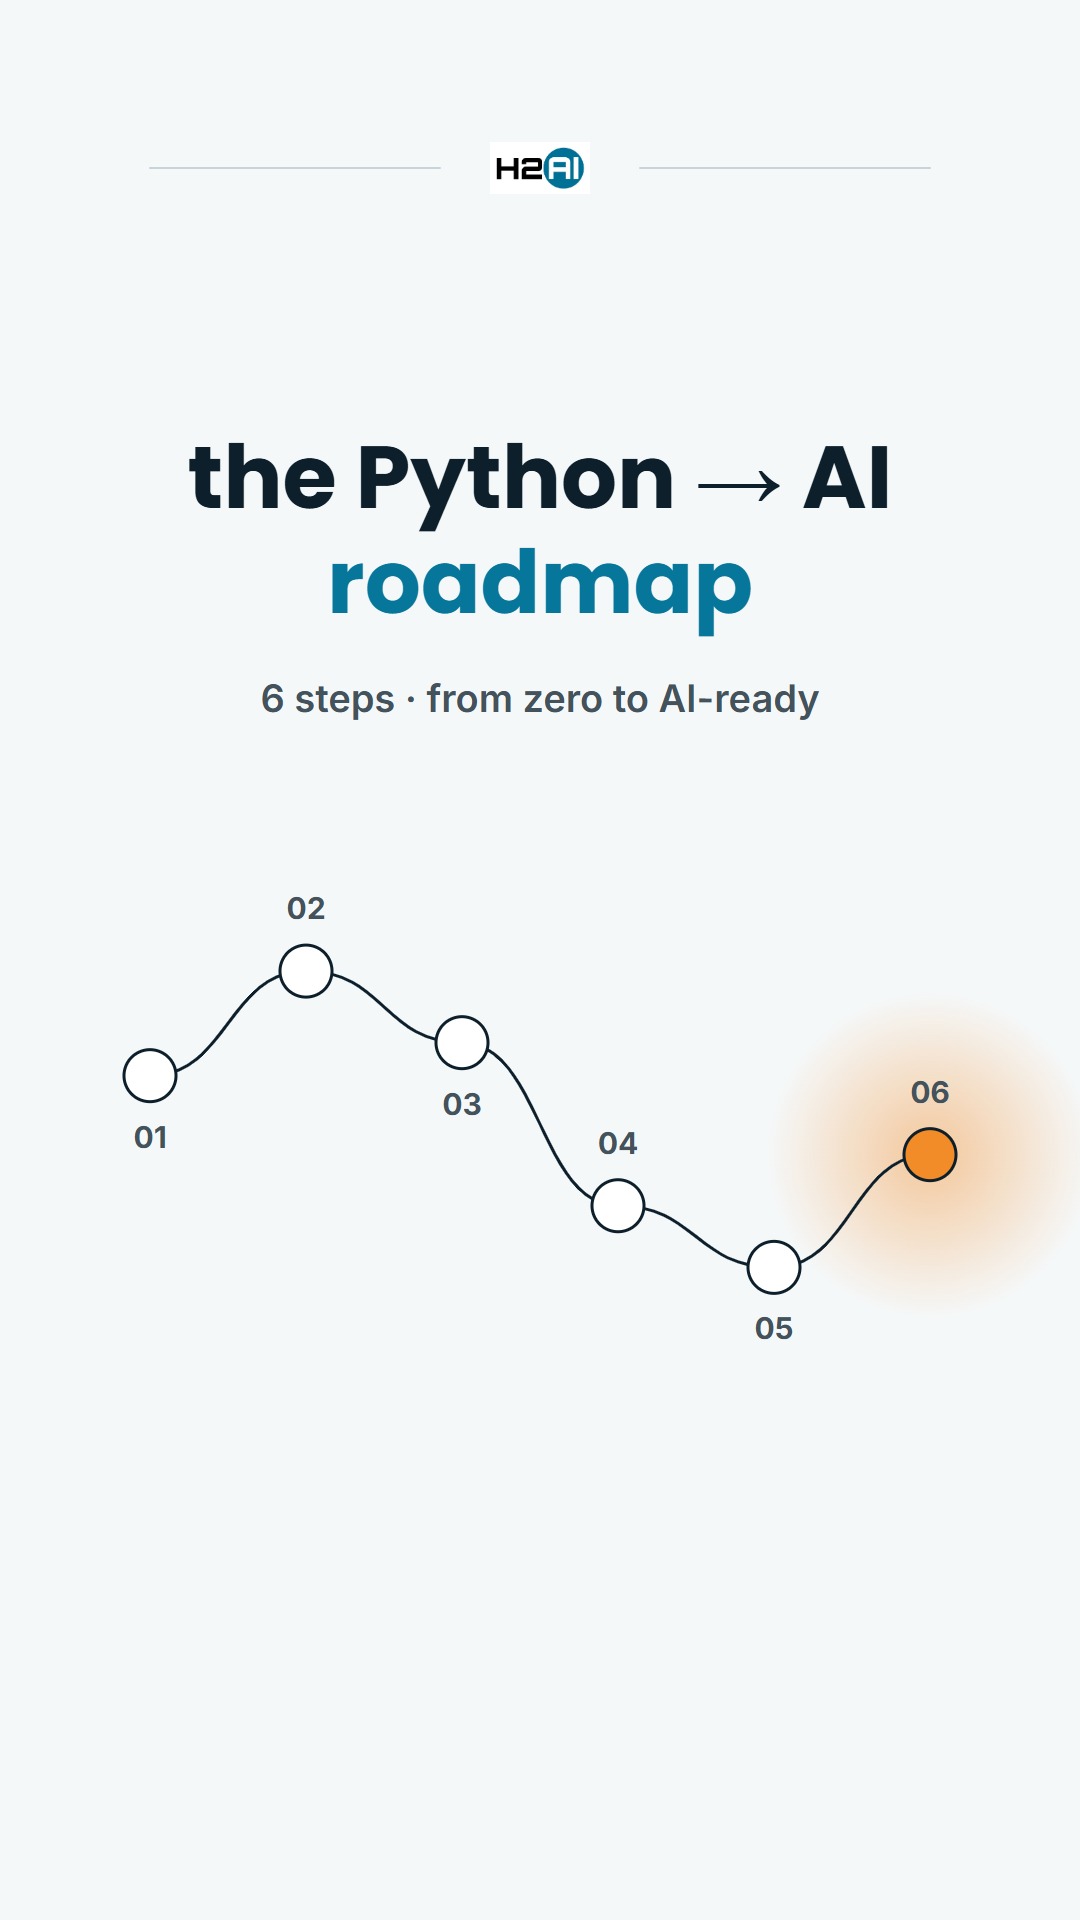 H2AI
the Python → AI
roadmap
6 steps · from zero to AI-ready
01
02
03
04
05
06